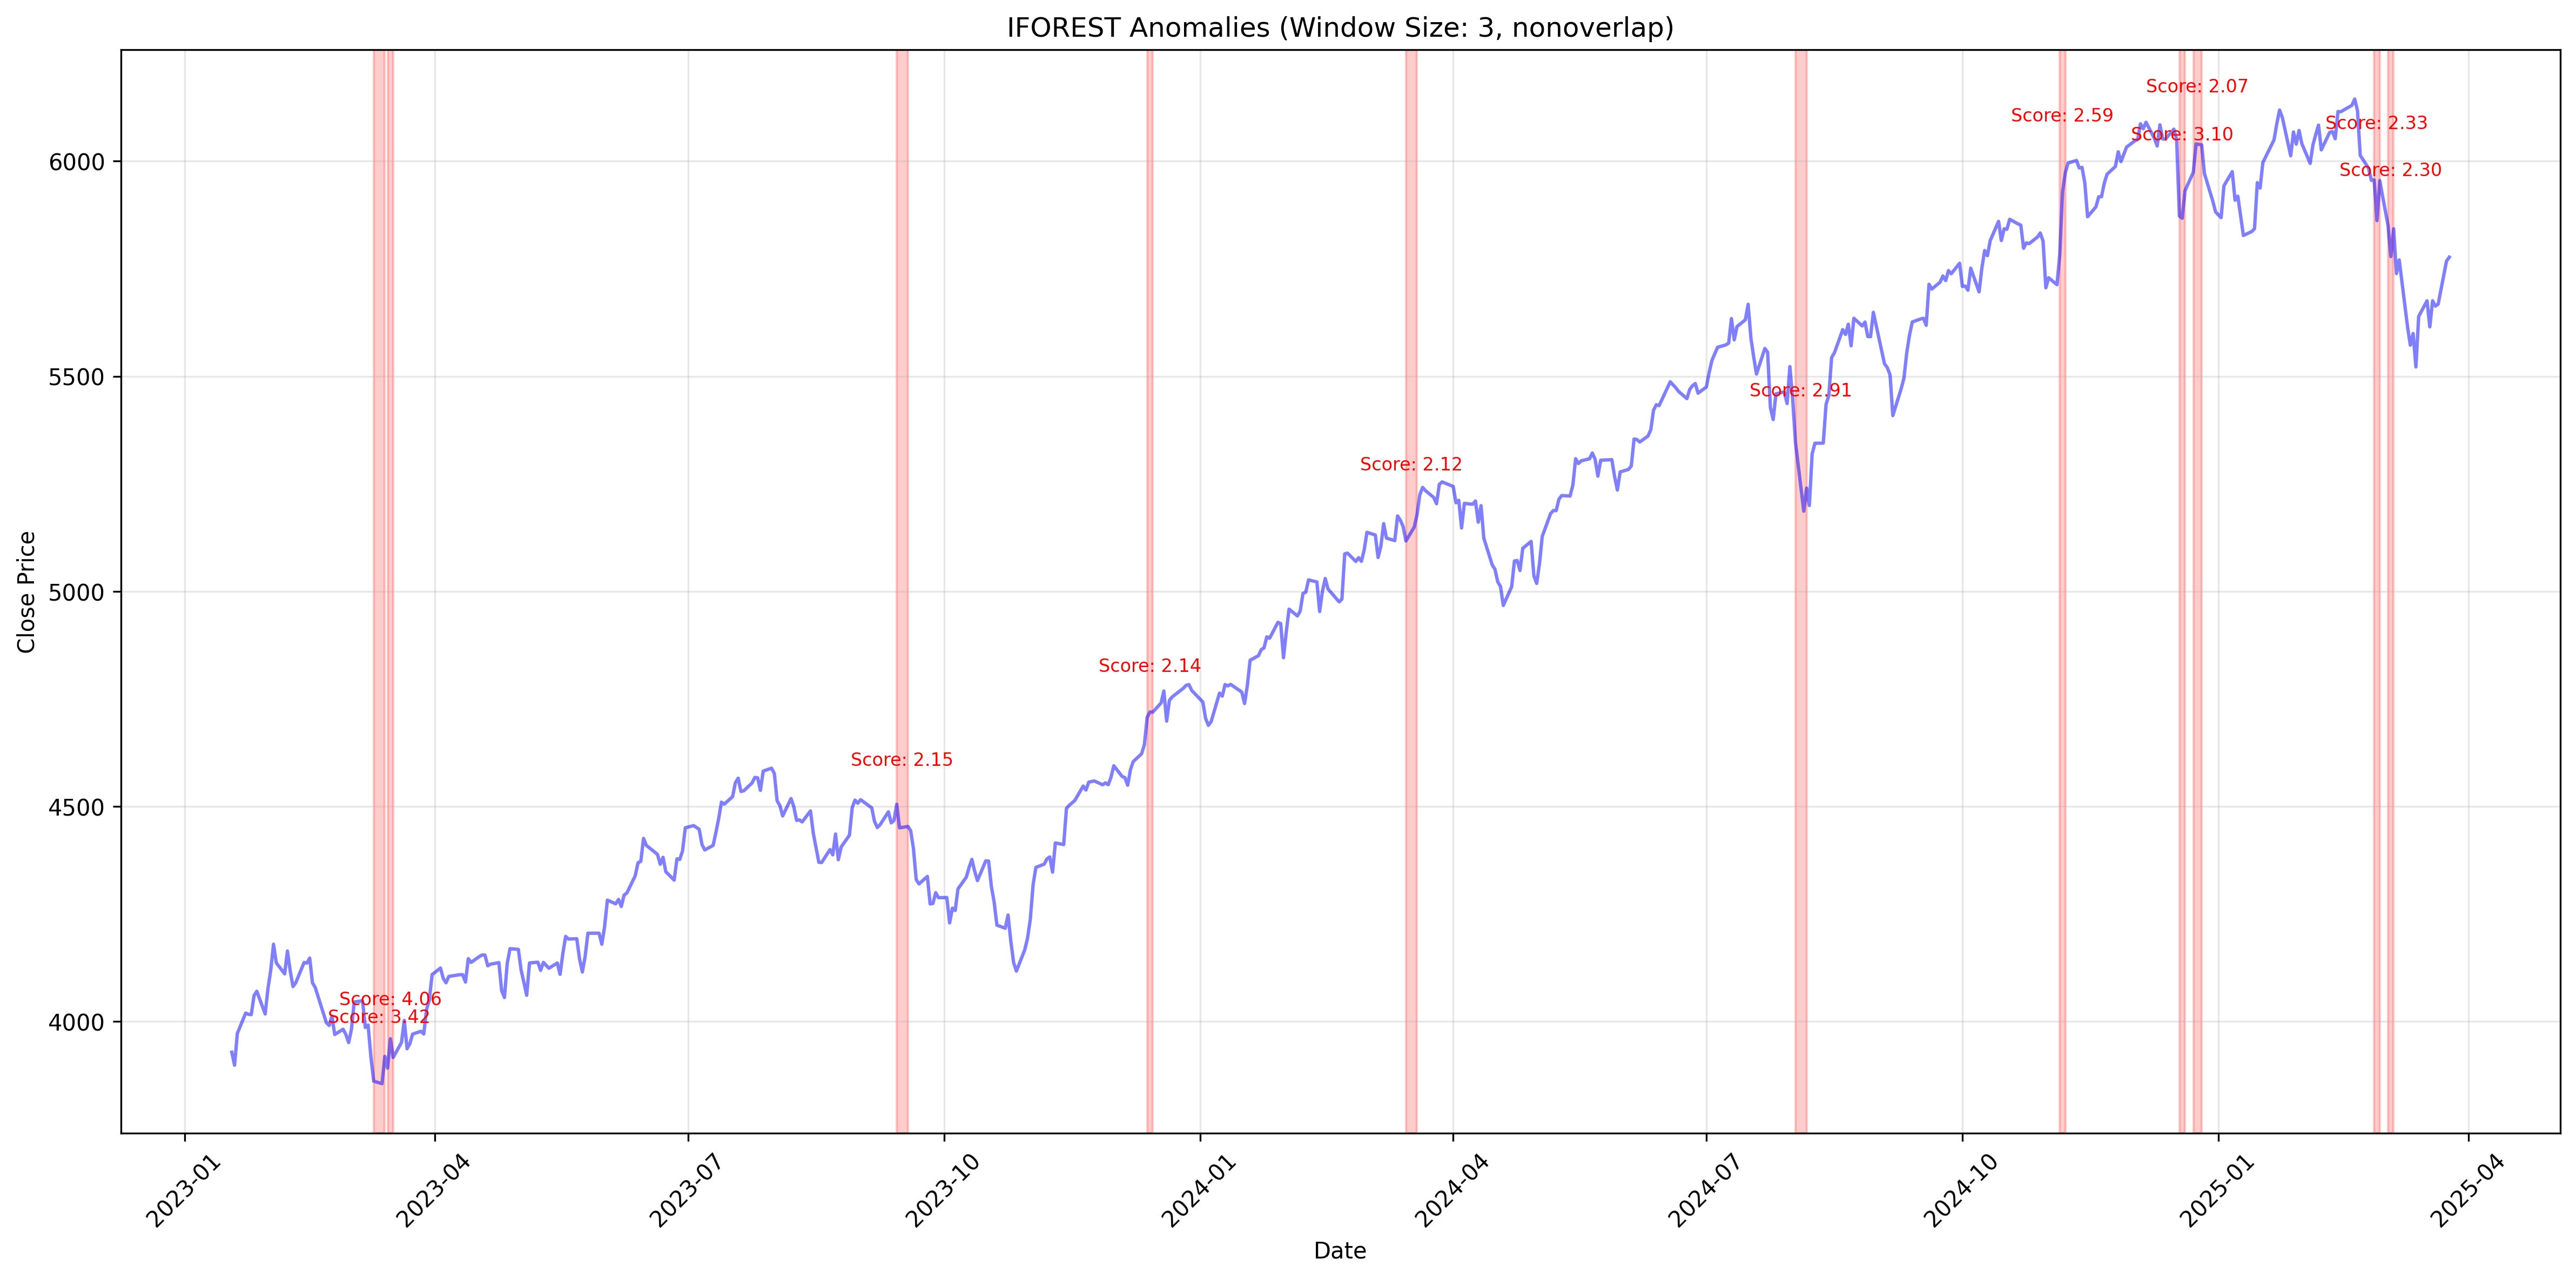 IFOREST Anomalies (Window Size: 3, nonoverlap)
Score: 2.07
Score: 2.59
Score: 2.33
Score: 3.10
6000
Score: 2.30
5500
Score: 2.91
Score: 2.12
Close Price
5000
Score: 2.14
Score: 2.15
4500
Score: 4.06
Score: 3.42
4000
2023-01
2023-04
2023-07
2023-10
2024-01
2024-04
2024-07
2024-10
2025-01
2025-04
Date